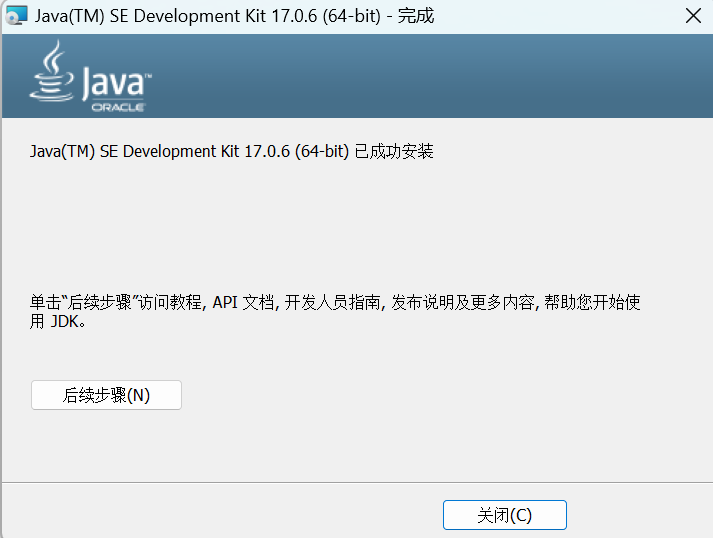 Java(TM) SE Development Kit 17.0.6 (64-bit) - 完成
Java™
ORACLE
Java(TM) SE Development Kit 17.0.6 (64-bit) 已成功安装
单击“后续步骤”访问教程, API 文档, 开发人员指南, 发布说明及更多内容, 帮助您开始使
用 JDK。
后续步骤(N)
关闭(C)